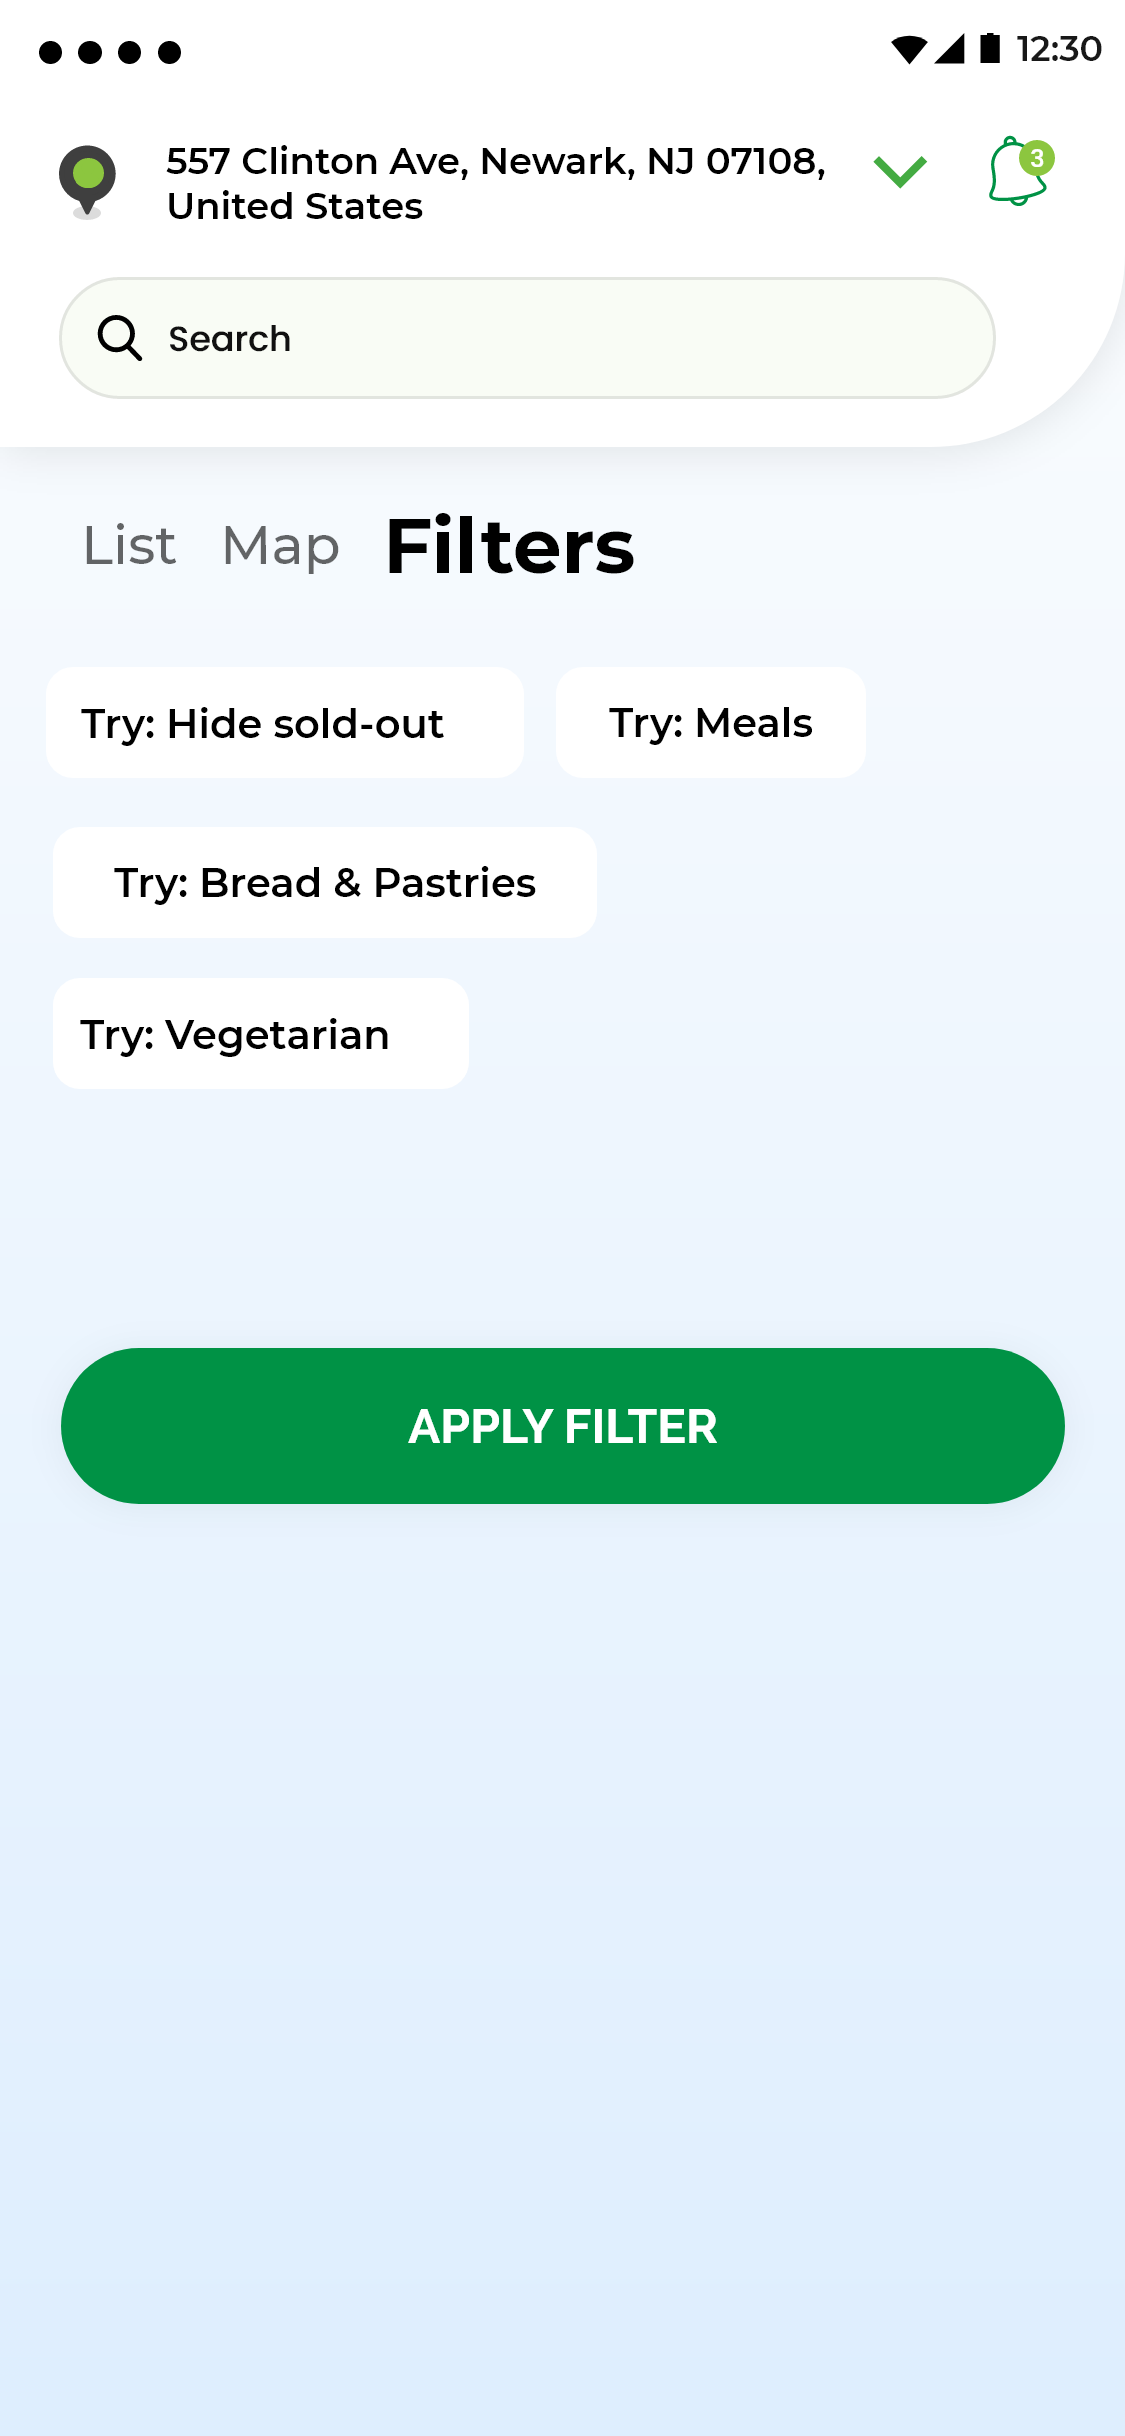 12:30
557 Clinton Ave, Newark, NJ 07108,
United States
3
Search
List Map Filters
Try: Hide sold-out
Try: Meals
Try: Bread & Pastries
Try: Vegetarian
APPLY FILTER